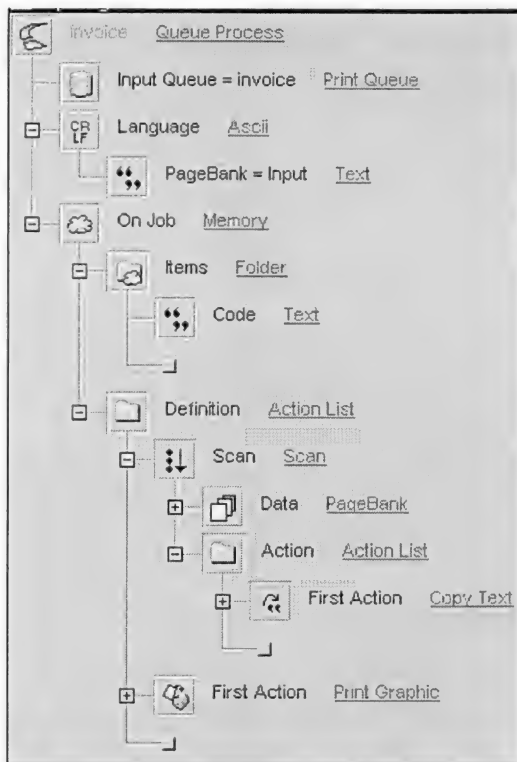 Invoice Queue Process
Input Queue = invoice Print Queue
CR LF Language Ascii
PageBank = Input Text
On Job Memory
Items Folder
Code Text
Definition Action List
Scan Scan
Data PageBank
Action Action List
First Action Copy Text
First Action Print Graphic